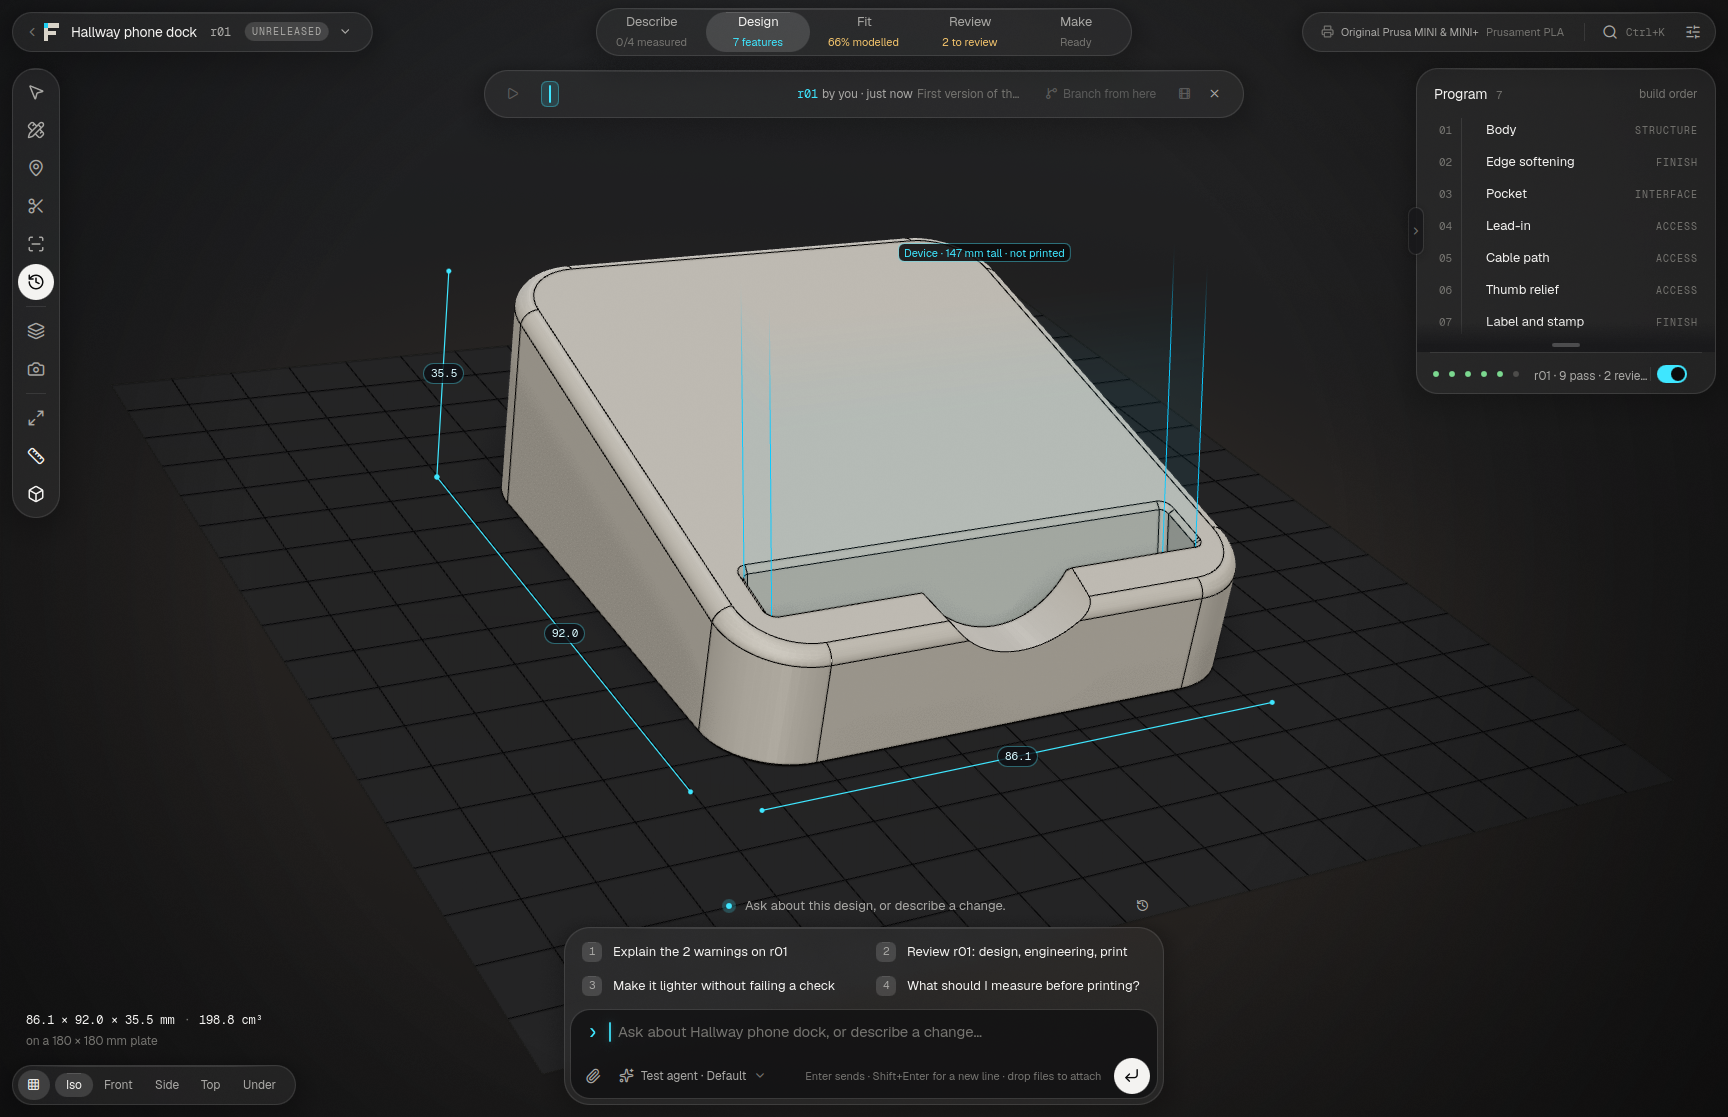 Hallway phone dock r01 UNRELEASED
Describe
0/4 measured
Design
7 features
Fit
66% modelled
Review
2 to review
Make
Ready
Original Prusa MINI & MINI+ Prusament PLA
Ctrl+K
r01 by you · just now First version of th...
Branch from here
Program 7
build order
01 Body STRUCTURE
02 Edge softening FINISH
03 Pocket INTERFACE
04 Lead-in ACCESS
05 Cable path ACCESS
06 Thumb relief ACCESS
07 Label and stamp FINISH
r01 · 9 pass · 2 revie...
Device · 147 mm tall · not printed
35.5
92.0
86.1
Ask about this design, or describe a change.
1 Explain the 2 warnings on r01
2 Review r01: design, engineering, print
3 Make it lighter without failing a check
4 What should I measure before printing?
Ask about Hallway phone dock, or describe a change...
Test agent · Default
Enter sends · Shift+Enter for a new line · drop files to attach
86.1 × 92.0 × 35.5 mm · 198.8 cm³
on a 180 × 180 mm plate
Iso Front Side Top Under